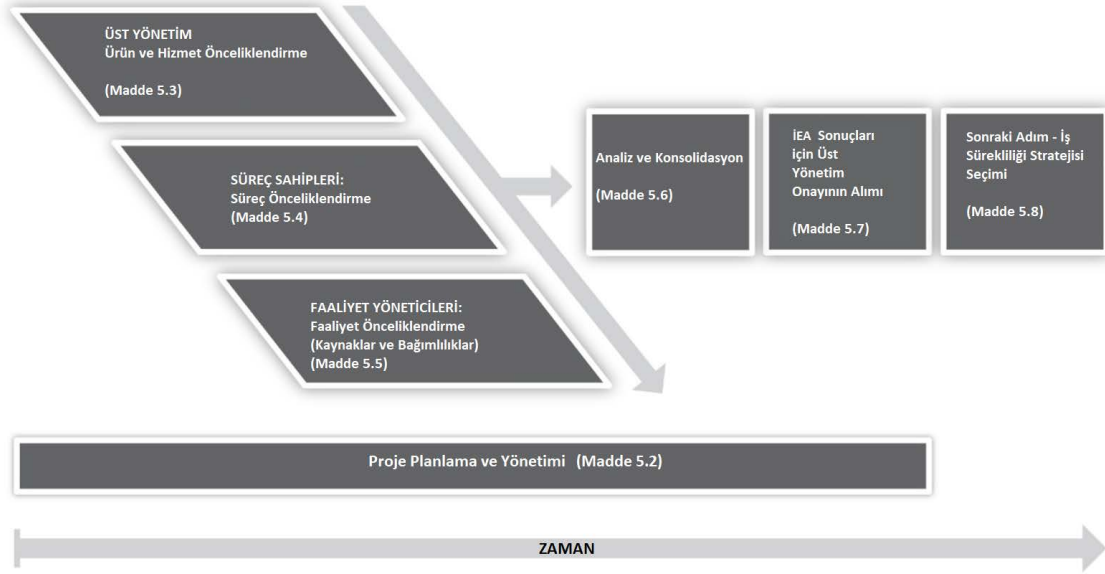 ÜST YÖNETİM
Ürün ve Hizmet Önceliklendirme
(Madde 5.3)
SÜREÇ SAHİPLERİ:
Süreç Önceliklendirme
(Madde 5.4)
FAALİYET YÖNETİCİLERİ:
Faaliyet Önceliklendirme
(Kaynaklar ve Bağımlılıklar)
(Madde 5.5)
Analiz ve Konsolidasyon
(Madde 5.6)
İEA Sonuçları
için Üst
Yönetim
Onayının Alımı
(Madde 5.7)
Sonraki Adım - İş
Sürekliliği Stratejisi
Seçimi
(Madde 5.8)
Proje Planlama ve Yönetimi (Madde 5.2)
ZAMAN